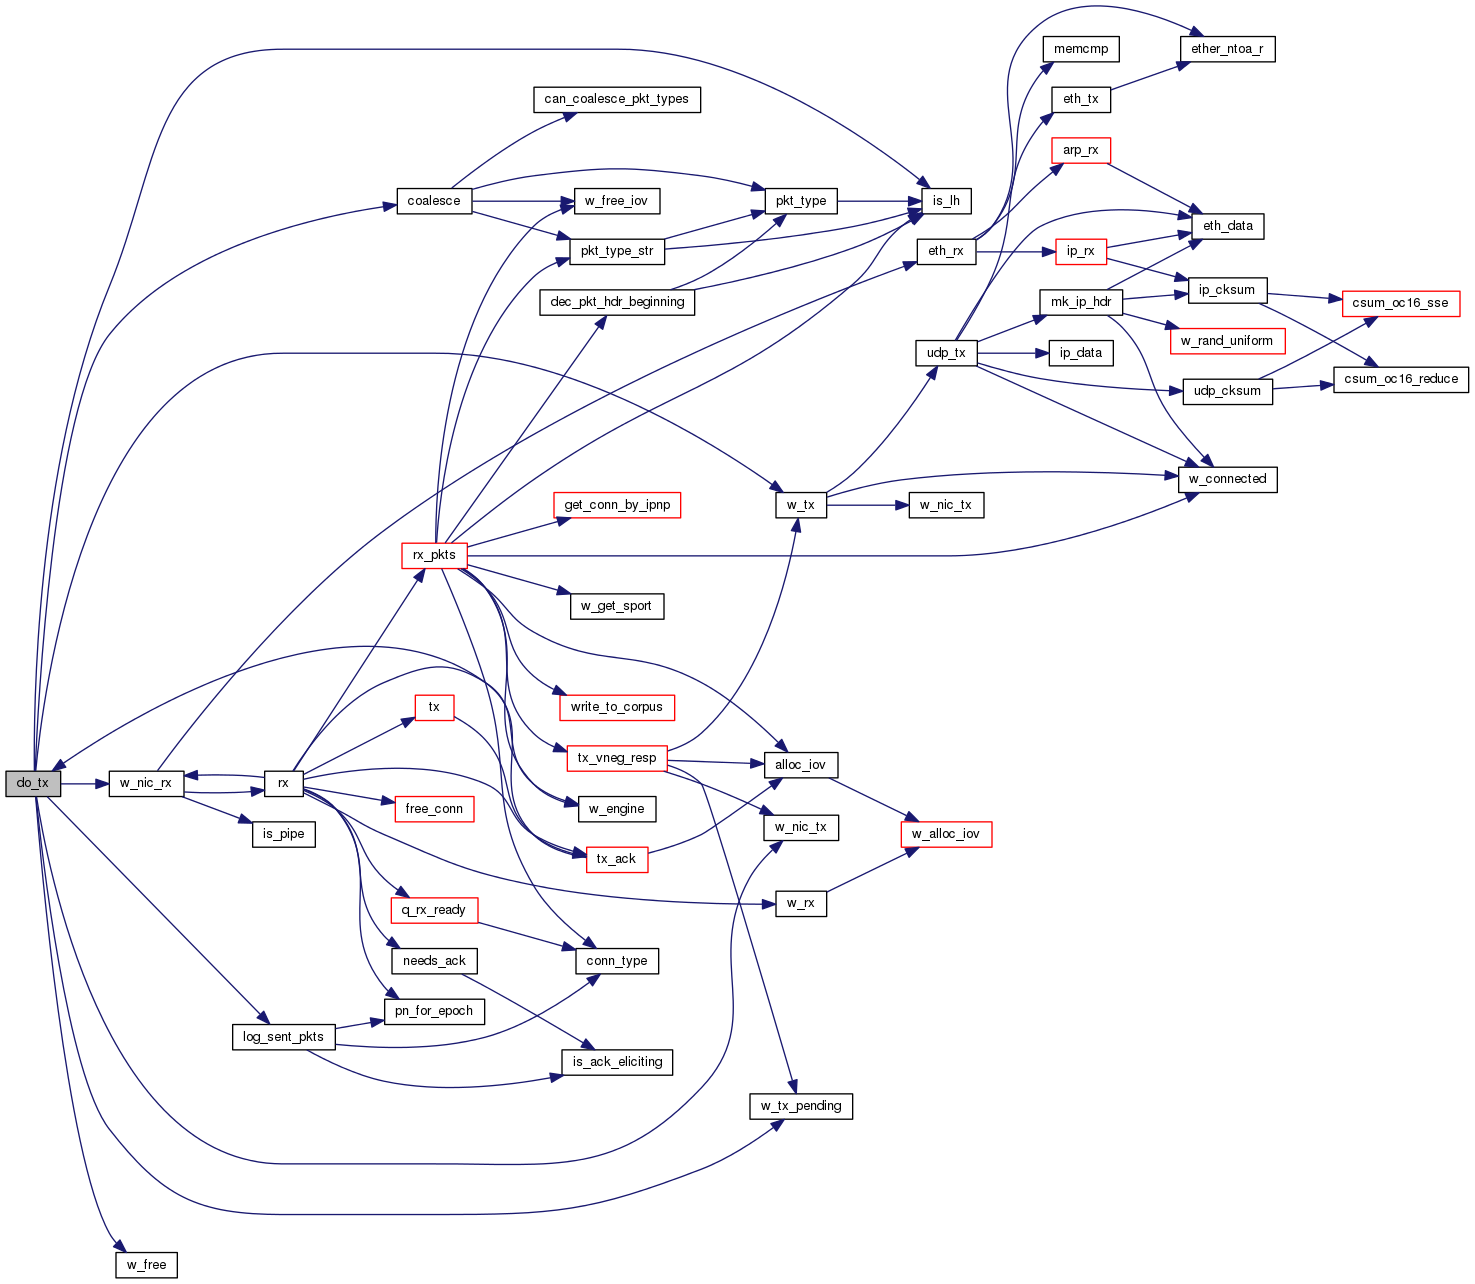 memcmp
ether_ntoa_r
can_coalesce_pkt_types
eth_tx
arp_rx
coalesce
w_free_iov
pkt_type
is_lh
eth_data
pkt_type_str
eth_rx
ip_rx
dec_pkt_hdr_beginning
mk_ip_hdr
ip_cksum
csum_oc16_sse
w_rand_uniform
udp_tx
ip_data
udp_cksum
csum_oc16_reduce
w_connected
get_conn_by_ipnp
w_tx
w_nic_tx
rx_pkts
w_get_sport
tx
write_to_corpus
tx_vneg_resp
alloc_iov
do_tx
w_nic_rx
rx
free_conn
w_engine
is_pipe
w_nic_tx
w_alloc_iov
tx_ack
q_rx_ready
w_rx
needs_ack
conn_type
pn_for_epoch
log_sent_pkts
is_ack_eliciting
w_tx_pending
w_free